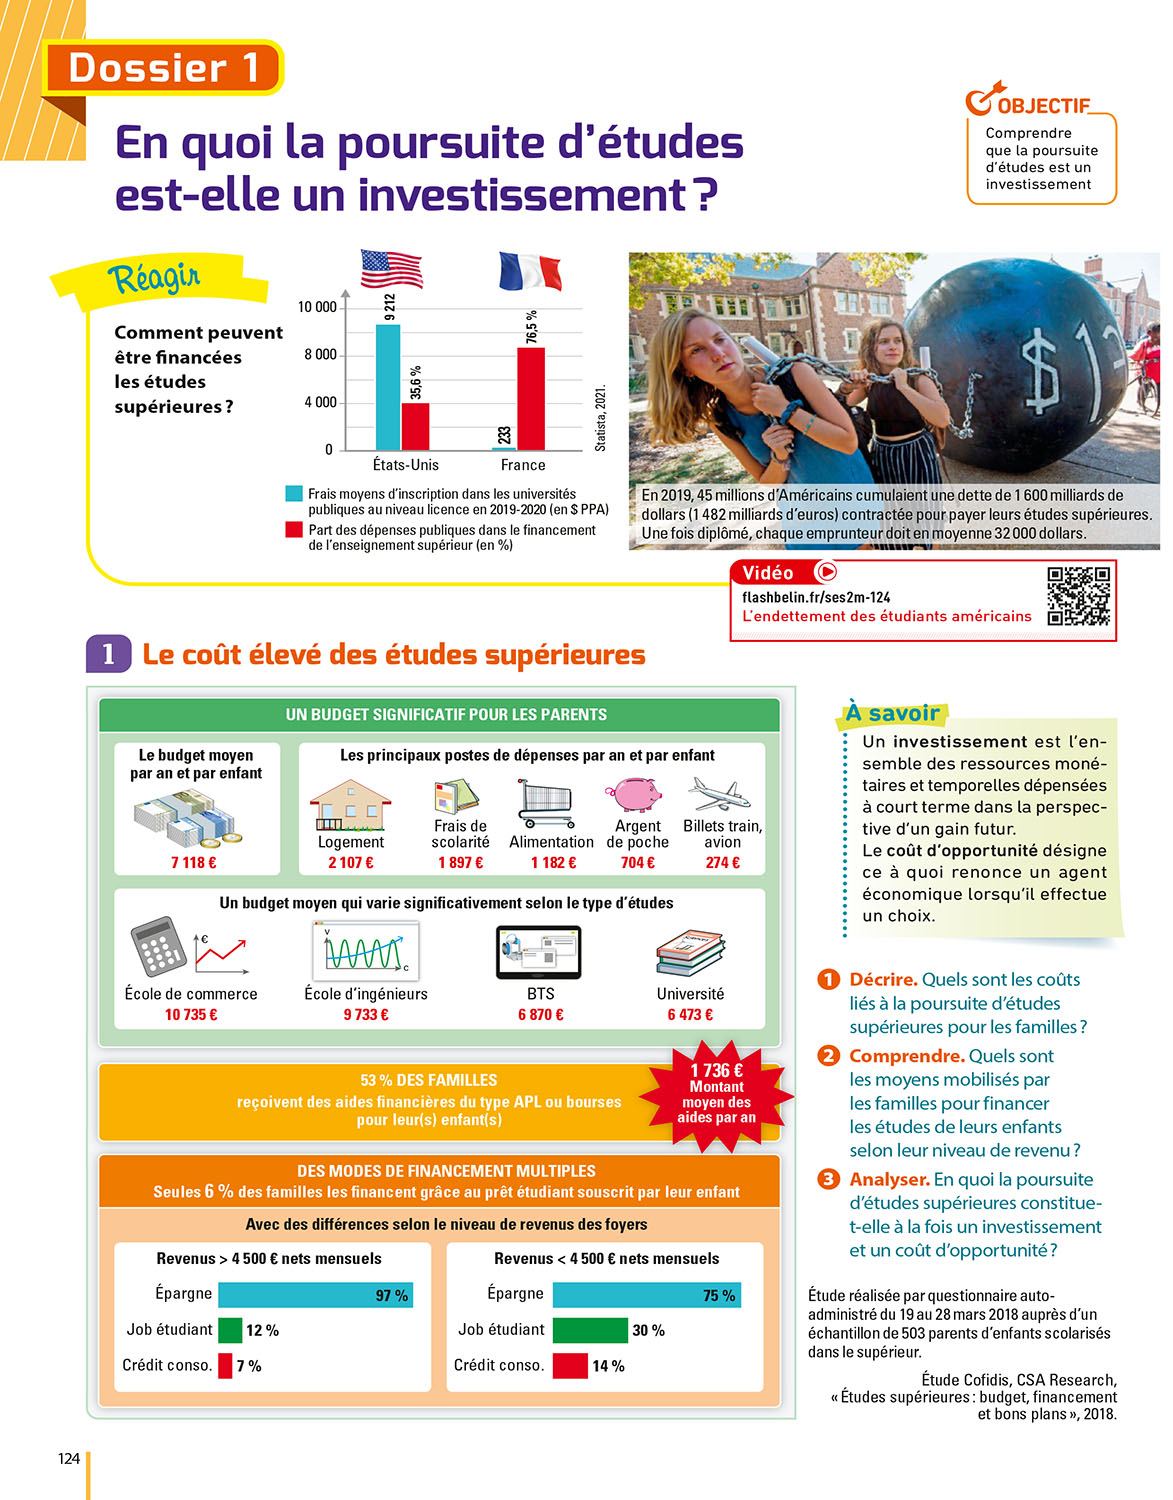 Dossier 1
En quoi la poursuite d'études
est-elle un investissement ?
OBJECTIF
Comprendre
que la poursuite
d'études est un
investissement
Réagir
Comment peuvent
être financées
les études
supérieures ?
10 000
8 000
4 000
0
9 212
35,6 %
233
76,5 %
États-Unis
France
Statista, 2021.
Frais moyens d'inscription dans les universités
publiques au niveau licence en 2019-2020 (en $ PPA)
Part des dépenses publiques dans le financement
de l'enseignement supérieur (en %)
$ 1
En 2019, 45 millions d'Américains cumulaient une dette de 1 600 milliards de
dollars (1 482 milliards d'euros) contractée pour payer leurs études supérieures.
Une fois diplômé, chaque emprunteur doit en moyenne 32 000 dollars.
Vidéo
flashbelin.fr/ses2m-124
L'endettement des étudiants américains
1 Le coût élevé des études supérieures
UN BUDGET SIGNIFICATIF POUR LES PARENTS
Le budget moyen
par an et par enfant
7 118 €
Les principaux postes de dépenses par an et par enfant
Logement
2 107 €
Frais de
scolarité
1 897 €
Alimentation
1 182 €
Argent
de poche
704 €
Billets train,
avion
274 €
Un budget moyen qui varie significativement selon le type d'études
€
v
c
École de commerce
10 735 €
École d'ingénieurs
9 733 €
BTS
6 870 €
Université
6 473 €
53 % DES FAMILLES
reçoivent des aides financières du type APL ou bourses
pour leur(s) enfant(s)
1 736 €
Montant
moyen des
aides par an
DES MODES DE FINANCEMENT MULTIPLES
Seules 6 % des familles les financent grâce au prêt étudiant souscrit par leur enfant
Avec des différences selon le niveau de revenus des foyers
Revenus > 4 500 € nets mensuels
Épargne 97 %
Job étudiant 12 %
Crédit conso. 7 %
Revenus < 4 500 € nets mensuels
Épargne 75 %
Job étudiant 30 %
Crédit conso. 14 %
À savoir
Un investissement est l'en-
semble des ressources moné-
taires et temporelles dépensées
à court terme dans la perspec-
tive d'un gain futur.
Le coût d'opportunité désigne
ce à quoi renonce un agent
économique lorsqu'il effectue
un choix.
1 Décrire. Quels sont les coûts
liés à la poursuite d'études
supérieures pour les familles ?
2 Comprendre. Quels sont
les moyens mobilisés par
les familles pour financer
les études de leurs enfants
selon leur niveau de revenu ?
3 Analyser. En quoi la poursuite
d'études supérieures constitue-
t-elle à la fois un investissement
et un coût d'opportunité ?
Étude réalisée par questionnaire auto-
administré du 19 au 28 mars 2018 auprès d'un
échantillon de 503 parents d'enfants scolarisés
dans le supérieur.
Étude Cofidis, CSA Research,
« Études supérieures : budget, financement
et bons plans », 2018.
124